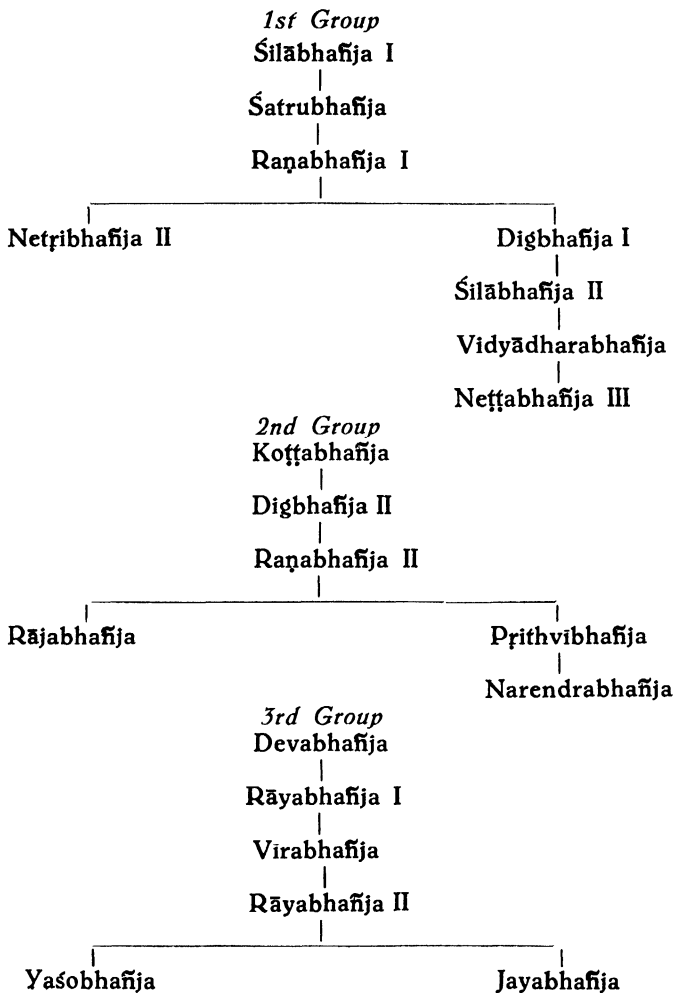 1st Group
Śilābhañja I
Śatrubhañja
Raṇabhañja I
Netṛibhañja II Digbhañja I
Śilābhañja II
Vidyādharabhañja
Neṭṭabhañja III
2nd Group
Koṭṭabhañja
Digbhañja II
Raṇabhañja II
Rājabhañja Pṛithvībhañja
Narendrabhañja
3rd Group
Devabhañja
Rāyabhañja I
Vīrabhañja
Rāyabhañja II
Yaśobhañja Jayabhañja